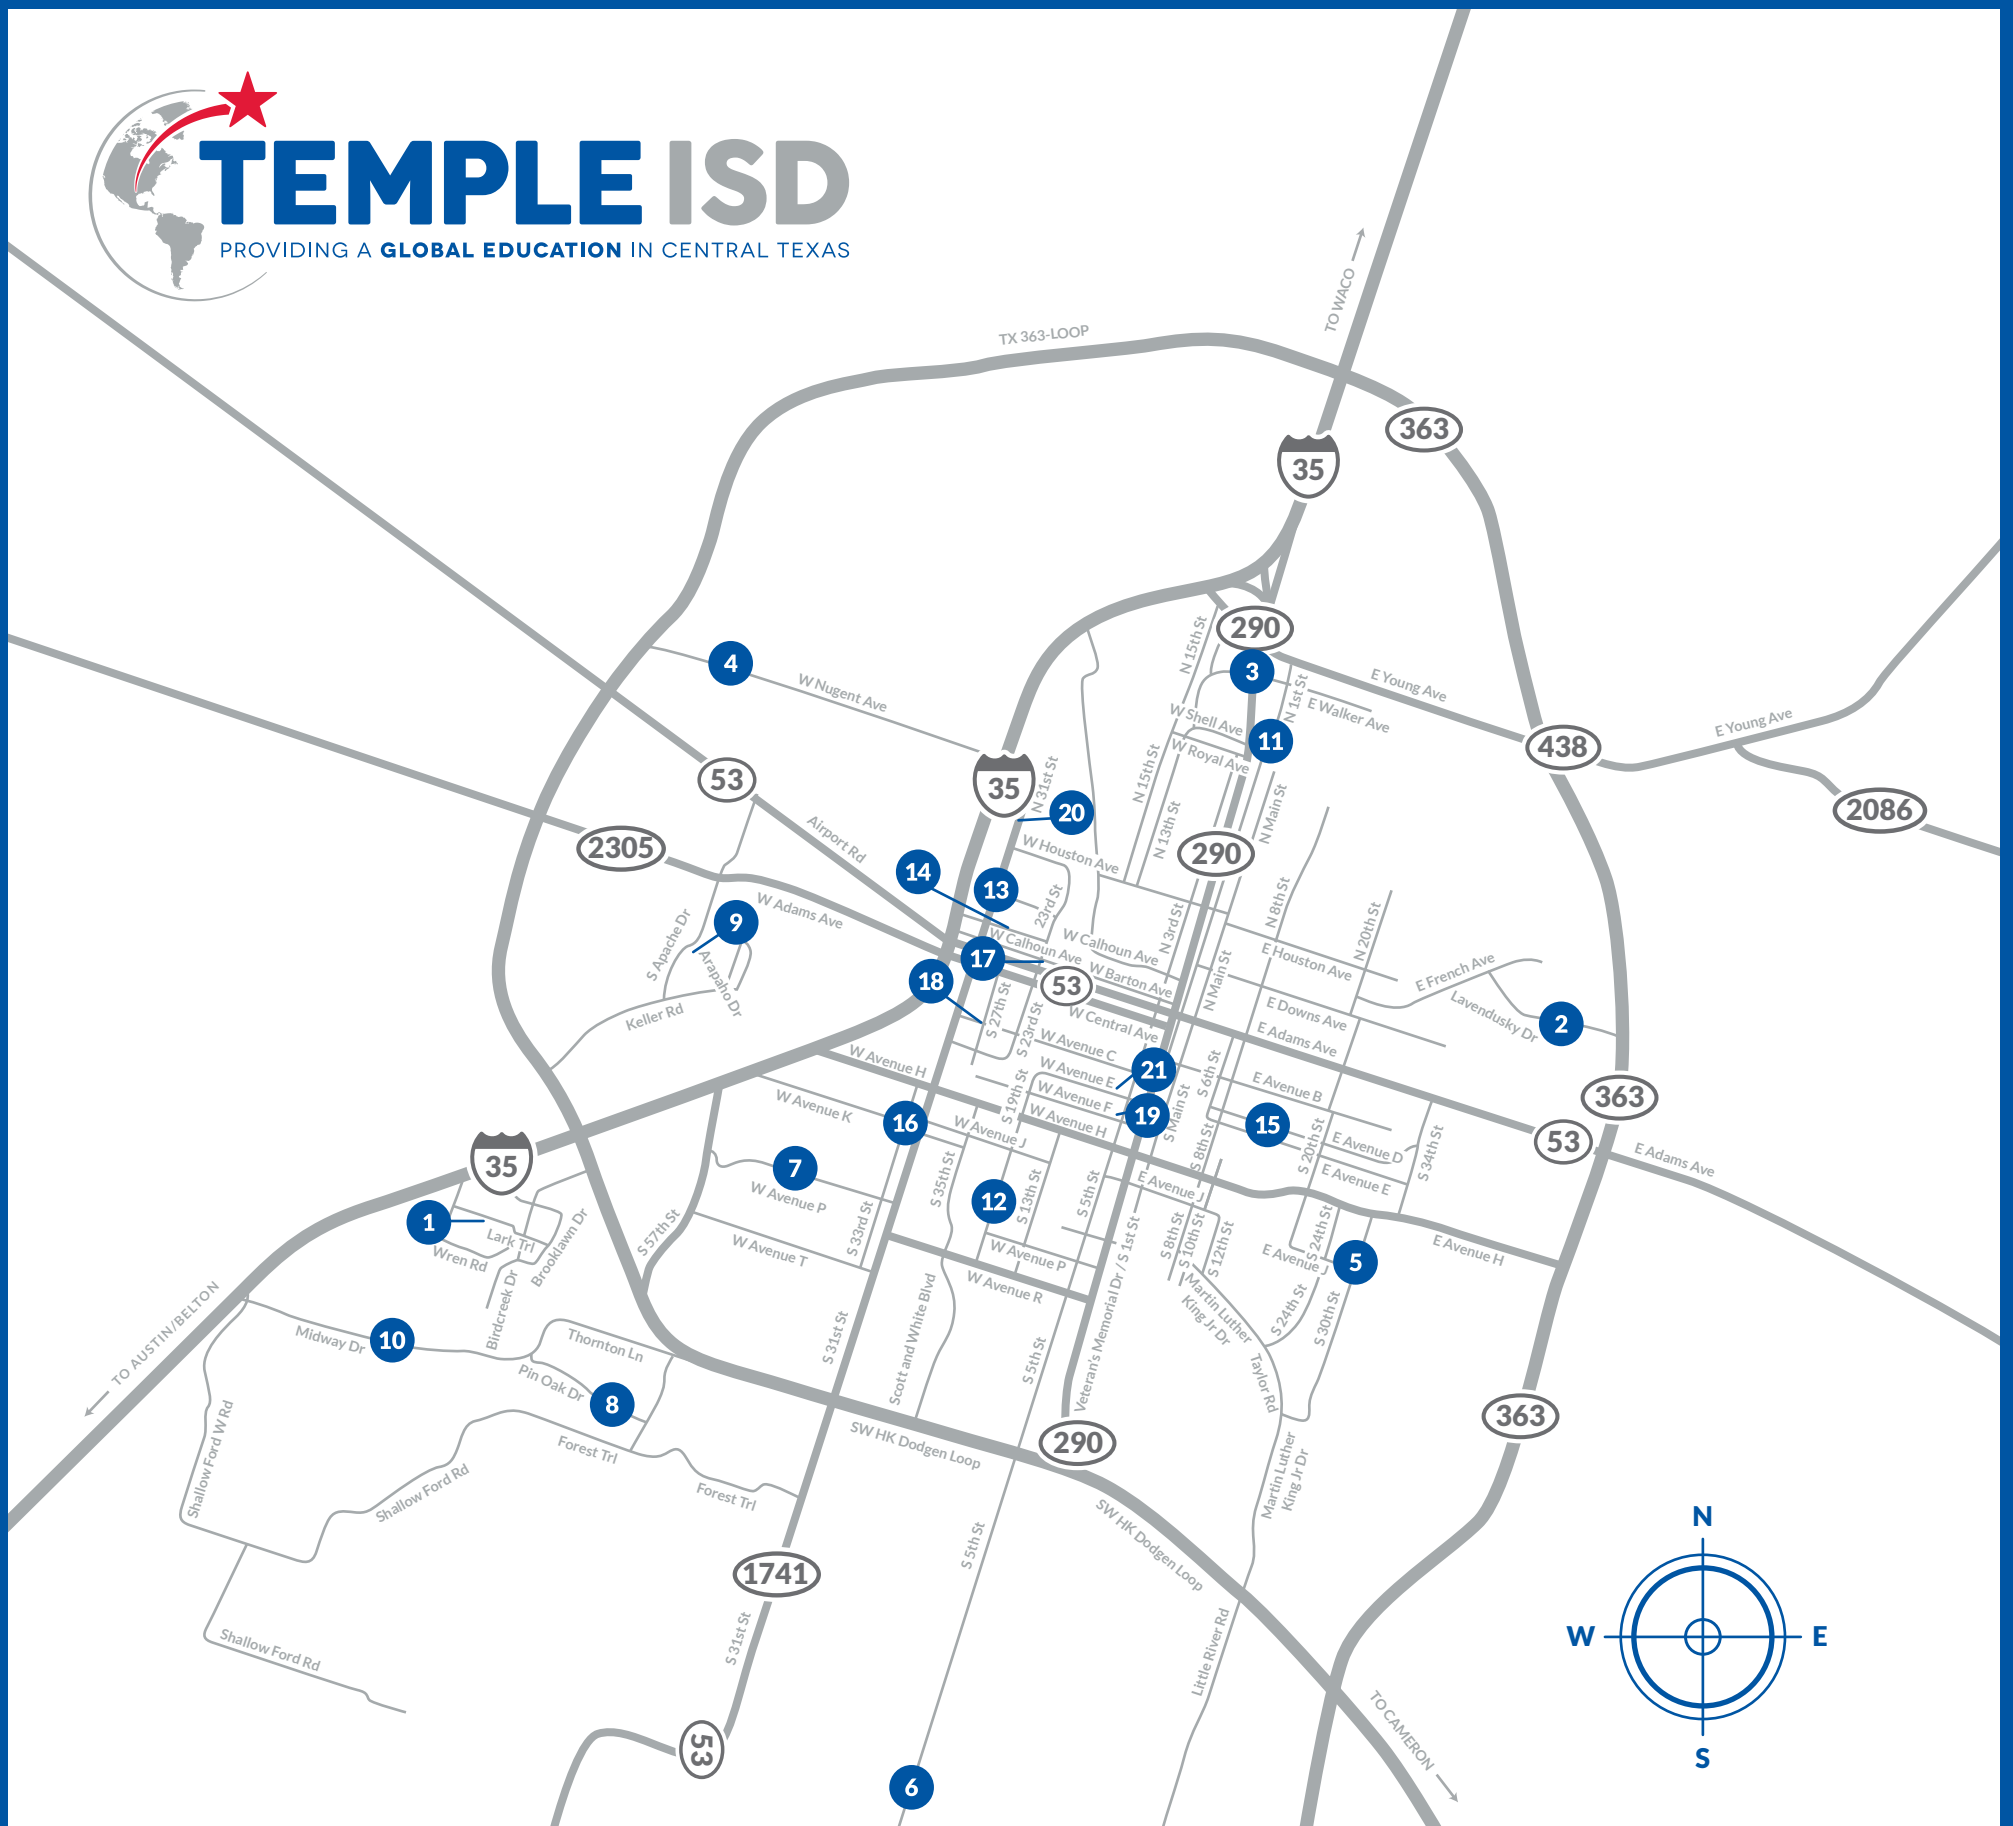 TEMPLE ISD
PROVIDING A GLOBAL EDUCATION IN CENTRAL TEXAS
TO WACO
TX 363-LOOP
363
35
290
4
3
N 15th St
W Nugent Ave
E Young Ave
N 1st St
E Walker Ave
W Shell Ave
11
438
E Young Ave
W Royal Ave
53
35
N 31st St
N 15th St
20
N Main St
2086
Airport Rd
N 13th St
2305
W Houston Ave
290
14
13
23rd St
N 8th St
W Adams Ave
9
S Apache Dr
Arapaho Dr
W Calhoun Ave
W Calhoun Ave
N 3rd St
N 20th St
E Houston Ave
E French Ave
17
W Barton Ave
N Main St
18
53
Lavendusky Dr
2
Keller Rd
S 27th St
S 23rd St
W Central Ave
E Downs Ave
E Adams Ave
W Avenue C
W Avenue H
W Avenue E
21
S 6th St
E Avenue B
363
W Avenue K
S 19th St
W Avenue F
W Avenue H
19
S Main St
16
W Avenue J
15
53
E Avenue D
S 20th St
S 34th St
E Adams Ave
35
7
S 8th St
E Avenue E
W Avenue P
S 35th St
12
S 13th St
S 5th St
E Avenue J
1
Lark Trl
Wren Rd
Brooklawn Dr
Birdcreek Dr
S 57th St
S 33rd St
W Avenue T
W Avenue P
S 8th St
S 10th St
S 12th St
S 24th St
E Avenue J
5
E Avenue H
W Avenue R
Martin Luther
King Jr Dr
S 24th St
S 30th St
TO AUSTIN/BELTON
Midway Dr
10
Thornton Ln
Pin Oak Dr
8
S 31st St
Scott and White Blvd
S 5th St
Veteran's Memorial Dr / S 1st St
Taylor Rd
363
Shallow Ford W Rd
Forest Trl
SW HK Dodgen Loop
290
Shallow Ford Rd
Forest Trl
Martin Luther
King Jr Dr
SW HK Dodgen Loop
S 5th St
1741
Shallow Ford Rd
S 31st St
Little River Rd
53
6
TO CAMERON
N
W
E
S